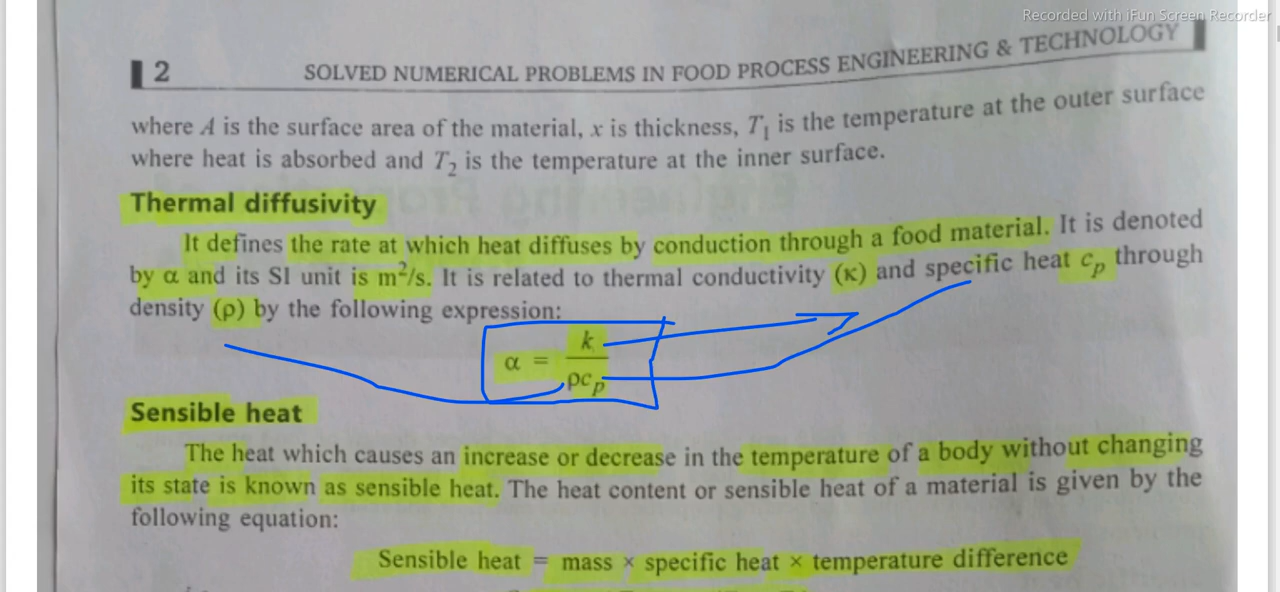 Recorded with iFun Screen Recorder
2 SOLVED NUMERICAL PROBLEMS IN FOOD PROCESS ENGINEERING & TECHNOLOGY
where A is the surface area of the material, x is thickness, T₁ is the temperature at the outer surface
where heat is absorbed and T₂ is the temperature at the inner surface.
Thermal diffusivity
It defines the rate at which heat diffuses by conduction through a food material. It is denoted
by α and its SI unit is m²/s. It is related to thermal conductivity (κ) and specific heat cₚ through
density (ρ) by the following expression:
α = k / ρcₚ
Sensible heat
The heat which causes an increase or decrease in the temperature of a body without changing
its state is known as sensible heat. The heat content or sensible heat of a material is given by the
following equation:
Sensible heat = mass × specific heat × temperature difference